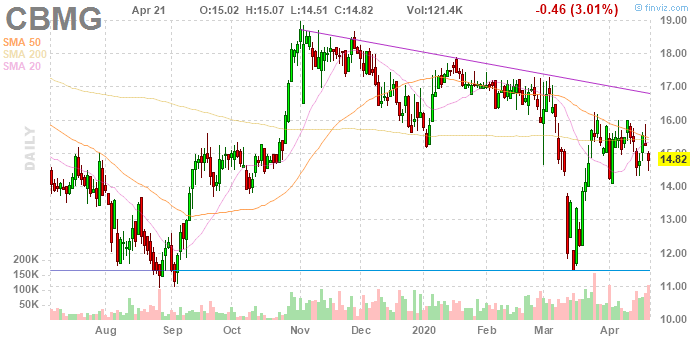 CBMG Apr 21 O:15.02 H:15.07 L:14.51 C:14.82 Vol:121.4K -0.46 (3.01%) © finviz.com
SMA 50
SMA 200
SMA 20
DAILY
19.00
18.00
17.00
16.00
15.00
14.82
14.00
13.00
12.00
11.00
10.00
200K
150K
100K
50K
Aug Sep Oct Nov Dec 2020 Feb Mar Apr